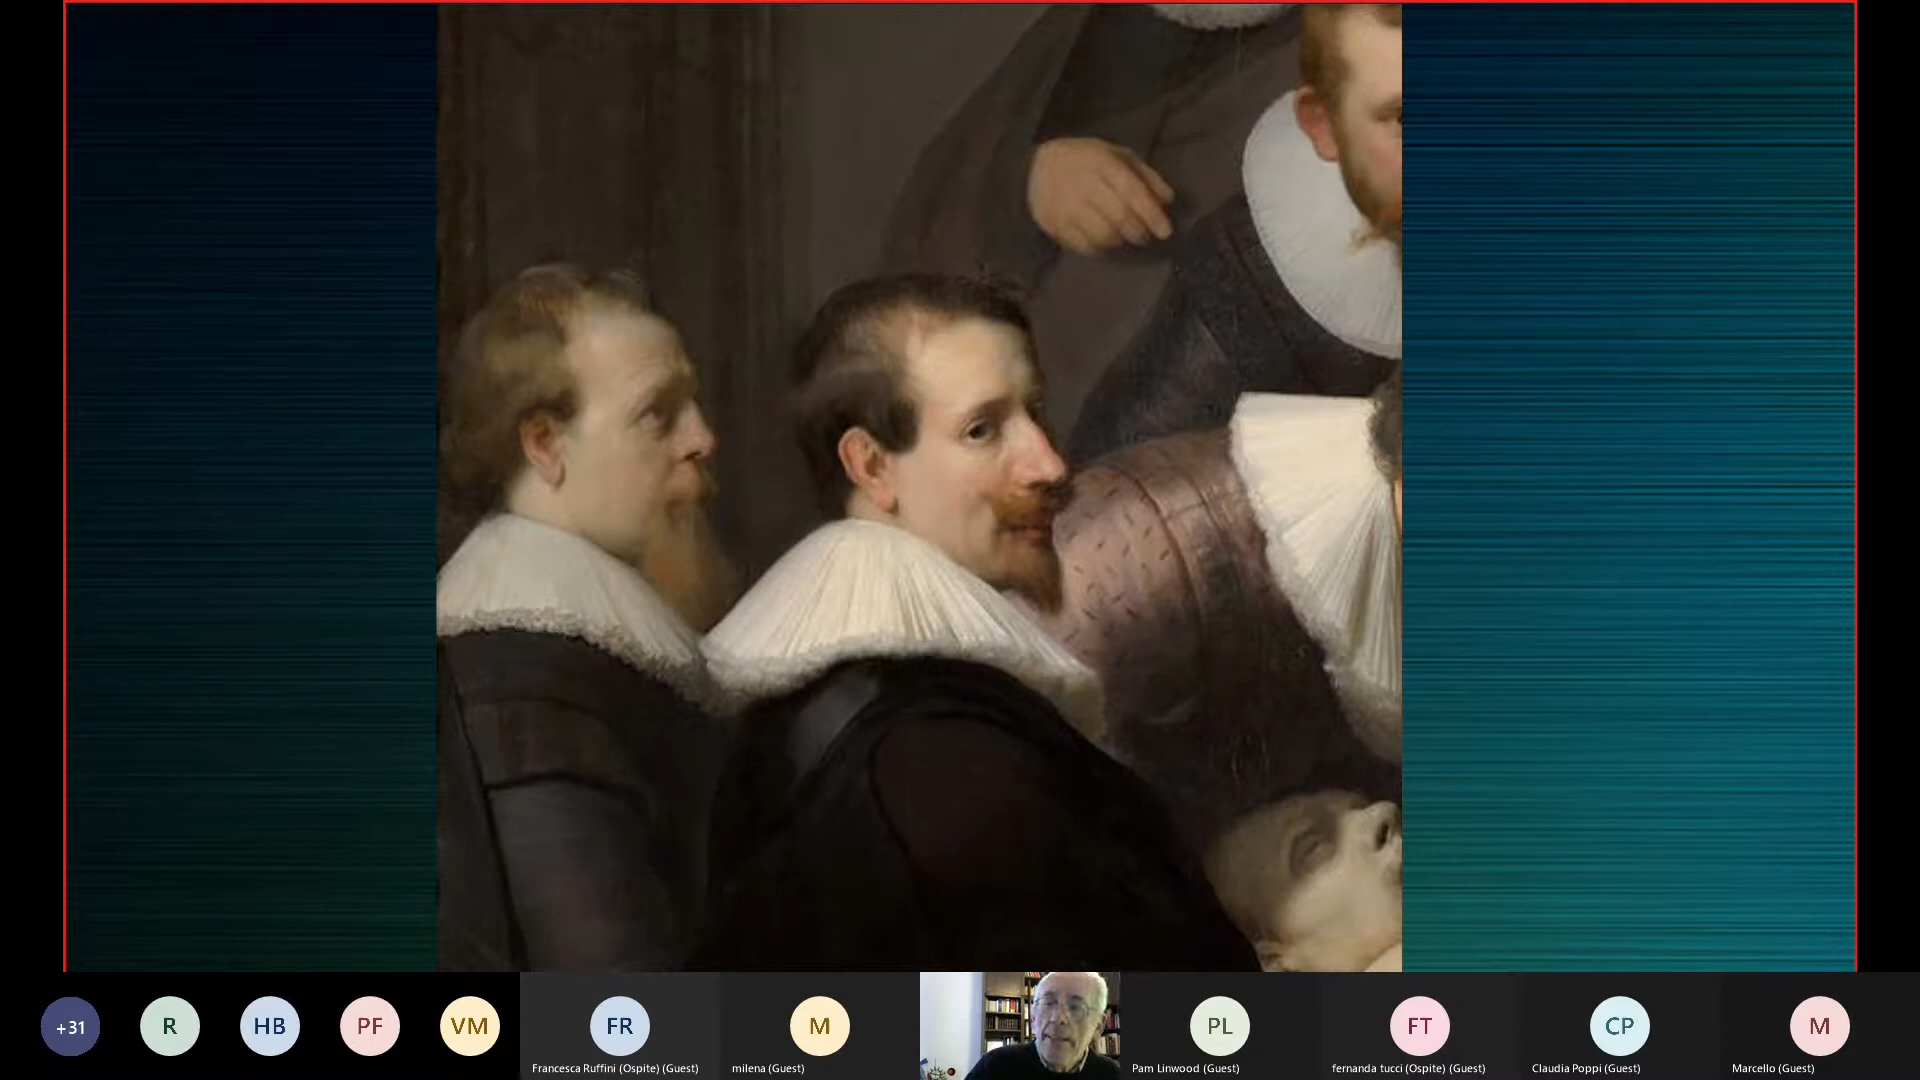 +31
R
HB
PF
VM
FR
M
PL
FT
CP
M
Francesca Ruffini (Ospite) (Guest)
milena (Guest)
Pam Linwood (Guest)
fernanda tucci (Ospite) (Guest)
Claudia Poppi (Guest)
Marcello (Guest)